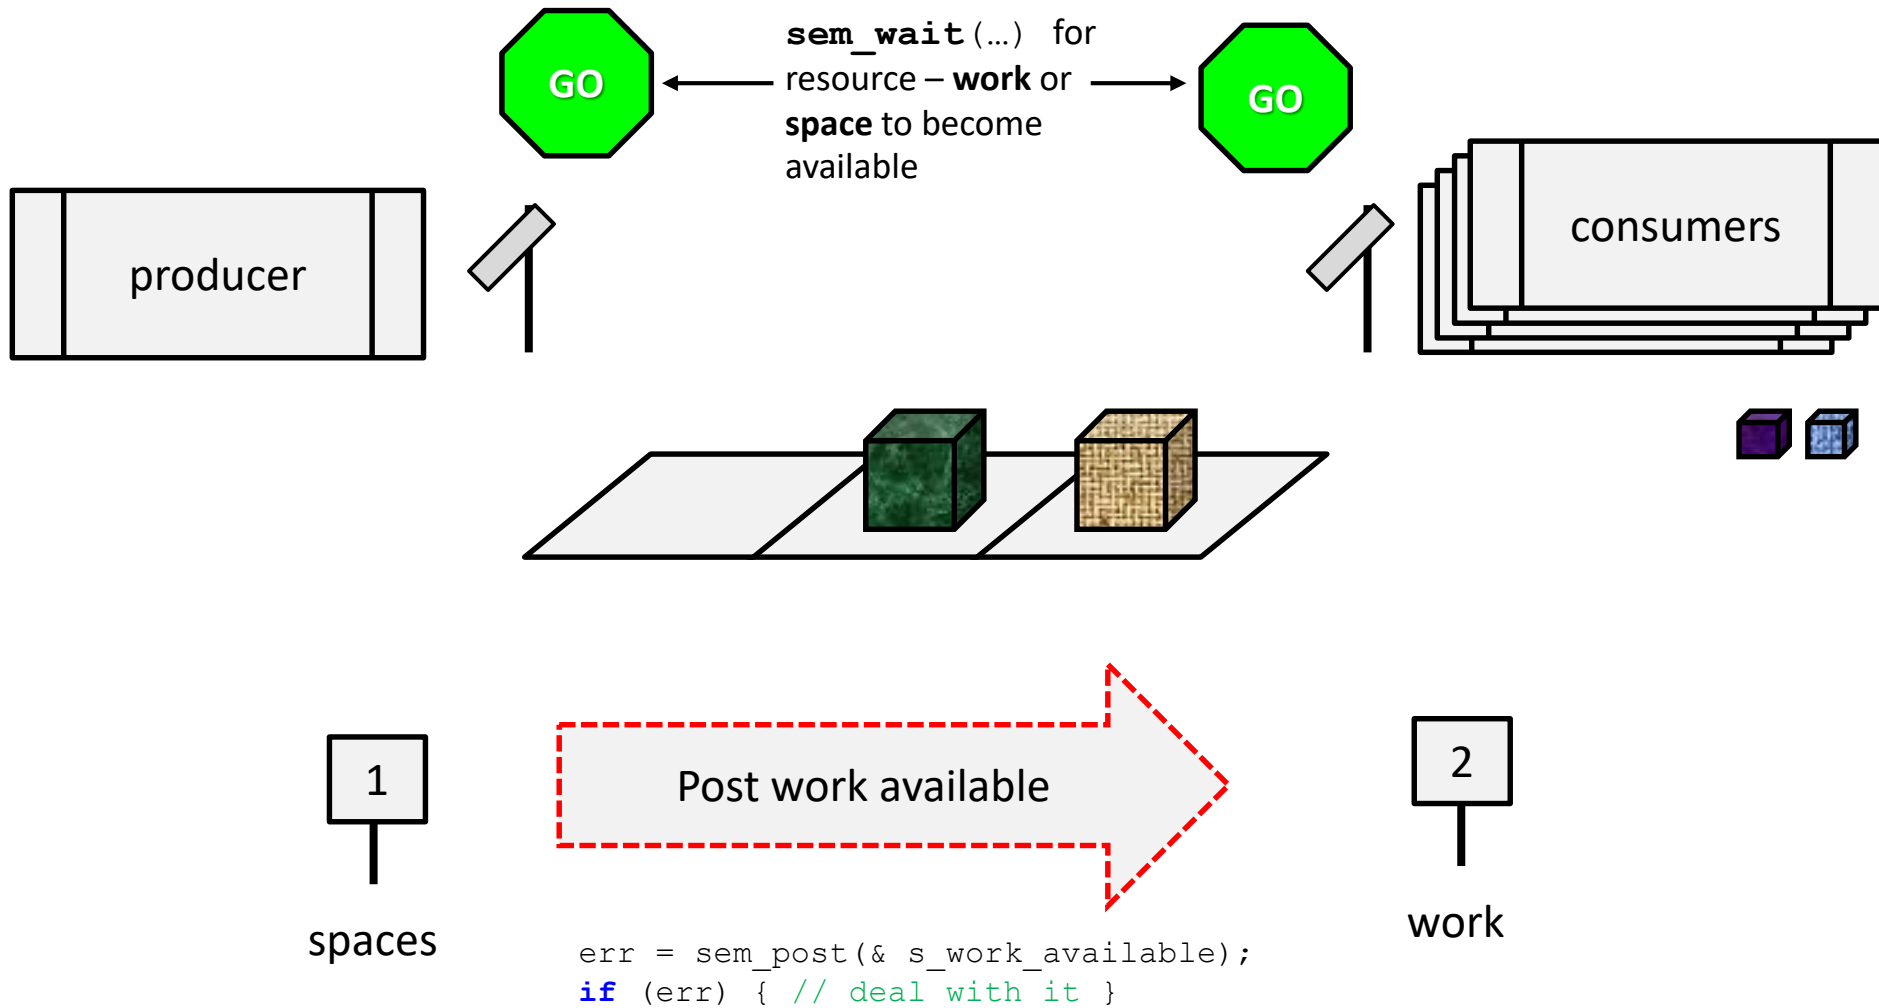 GO
sem_wait(…) for
resource – work or
space to become
available
GO
producer
consumers
1
Post work available
2
spaces
work
err = sem_post(& s_work_available);
if (err) { // deal with it }